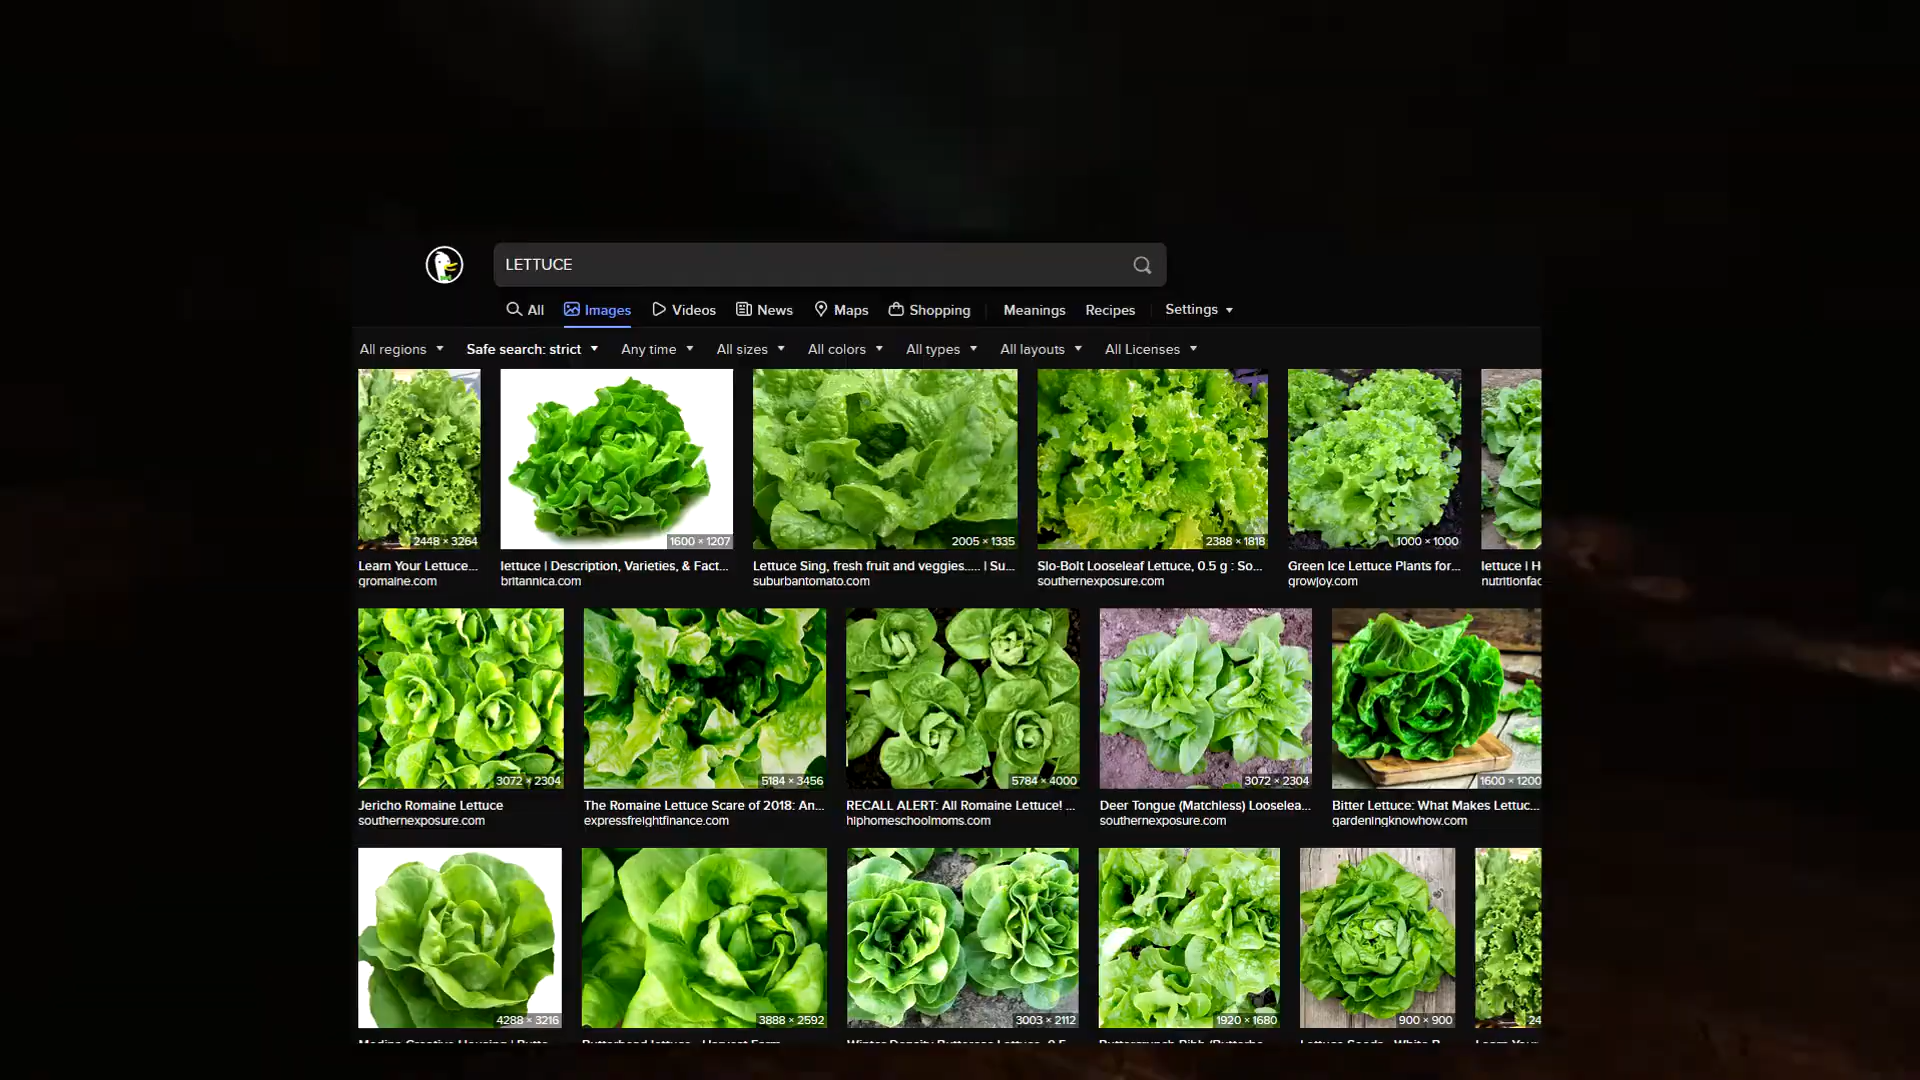 LETTUCE
All Images Videos News Maps Shopping Meanings Recipes Settings
All regions Safe search: strict Any time All sizes All colors All types All layouts All Licenses
2448 × 3264 1600 × 1207 2005 × 1335 2388 × 1818 1000 × 1000
Learn Your Lettuce... lettuce | Description, Varieties, & Fact... Lettuce Sing, fresh fruit and veggies..... | Su... Slo-Bolt Looseleaf Lettuce, 0.5 g : So... Green Ice Lettuce Plants for... lettuce | H
gromaine.com britannica.com suburbantomato.com southernexposure.com growjoy.com nutritionfac
3072 × 2304 5184 × 3456 5784 × 4000 3072 × 2304 1600 × 1200
Jericho Romaine Lettuce The Romaine Lettuce Scare of 2018: An... RECALL ALERT: All Romaine Lettuce! ... Deer Tongue (Matchless) Looselea... Bitter Lettuce: What Makes Lettuc...
southernexposure.com expressfreightfinance.com hiphomeschoolmoms.com southernexposure.com gardeningknowhow.com
4288 × 3216 3888 × 2592 3003 × 2112 1920 × 1680 900 × 900 24